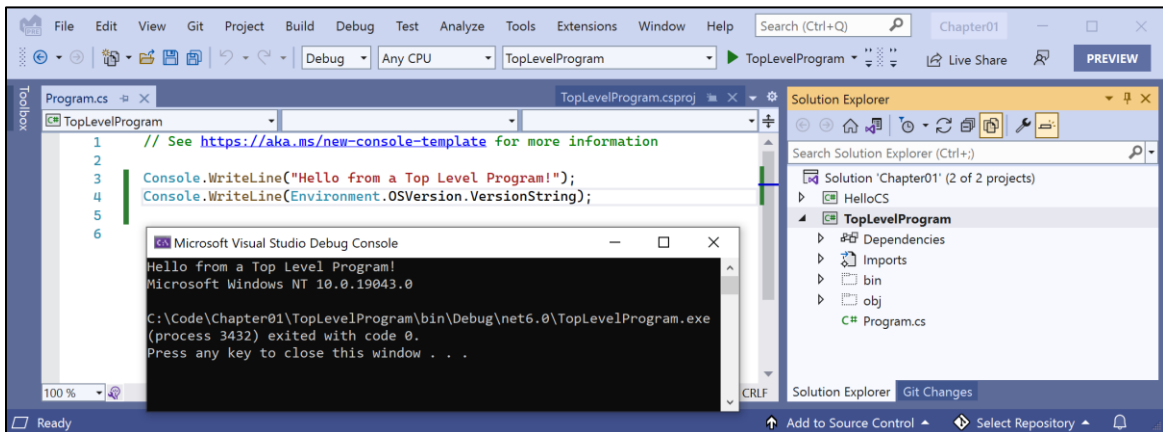 File Edit View Git Project Build Debug Test Analyze Tools Extensions Window Help Search (Ctrl+Q) Chapter01
Debug Any CPU TopLevelProgram TopLevelProgram Live Share PREVIEW
Toolbox
Program.cs TopLevelProgram.csproj
TopLevelProgram
1 // See https://aka.ms/new-console-template for more information
2
3 Console.WriteLine("Hello from a Top Level Program!");
4 Console.WriteLine(Environment.OSVersion.VersionString);
5
6
Microsoft Visual Studio Debug Console
Hello from a Top Level Program!
Microsoft Windows NT 10.0.19043.0
C:\Code\Chapter01\TopLevelProgram\bin\Debug\net6.0\TopLevelProgram.exe
(process 3432) exited with code 0.
Press any key to close this window . . .
100 % CRLF
Solution Explorer
Search Solution Explorer (Ctrl+;)
Solution 'Chapter01' (2 of 2 projects)
C# HelloCS
C# TopLevelProgram
Dependencies
Imports
bin
obj
C# Program.cs
Solution Explorer Git Changes
Ready Add to Source Control Select Repository